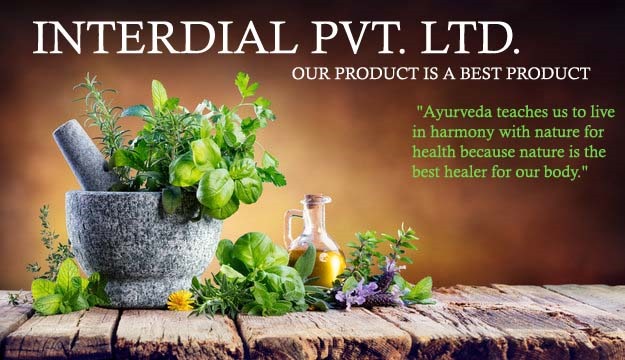 INTERDIAL PVT. LTD.
OUR PRODUCT IS A BEST PRODUCT
"Ayurveda teaches us to live
in harmony with nature for
health because nature is the
best healer for our body."